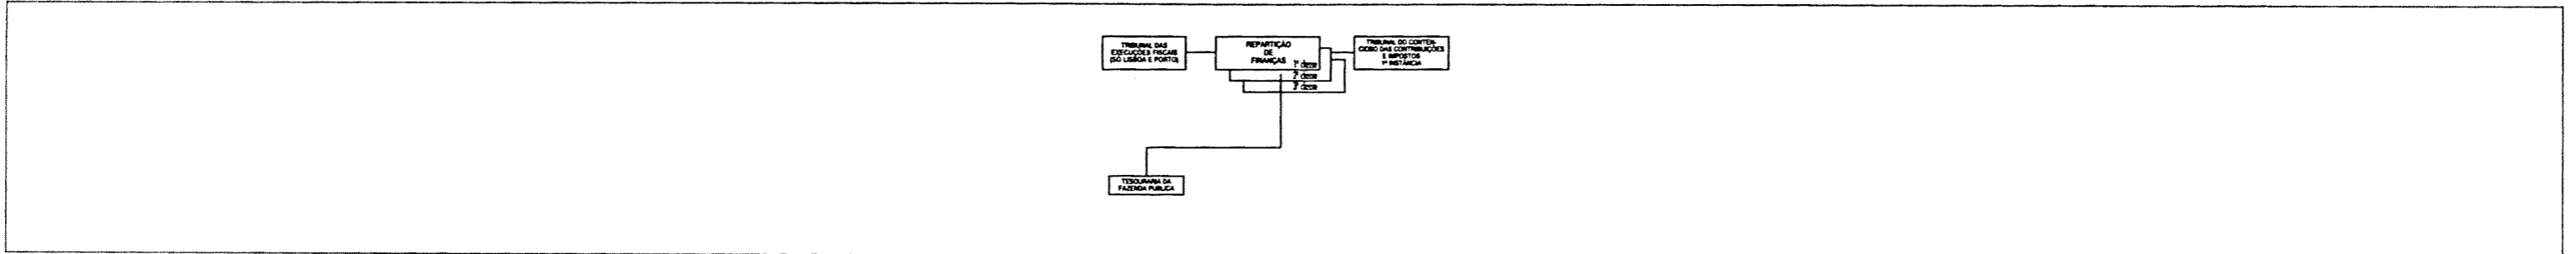 TRIBUNAL DAS
EXECUÇÕES FISCAIS
(SÓ LISBOA E PORTO)
REPARTIÇÃO
DE
FINANÇAS
1ª classe
2ª classe
3ª classe
TRIBUNAL DO CONTEN-
CIOSO DAS CONTRIBUIÇÕES
E IMPOSTOS
1ª INSTÂNCIA
TESOURARIA DA
FAZENDA PUBLICA